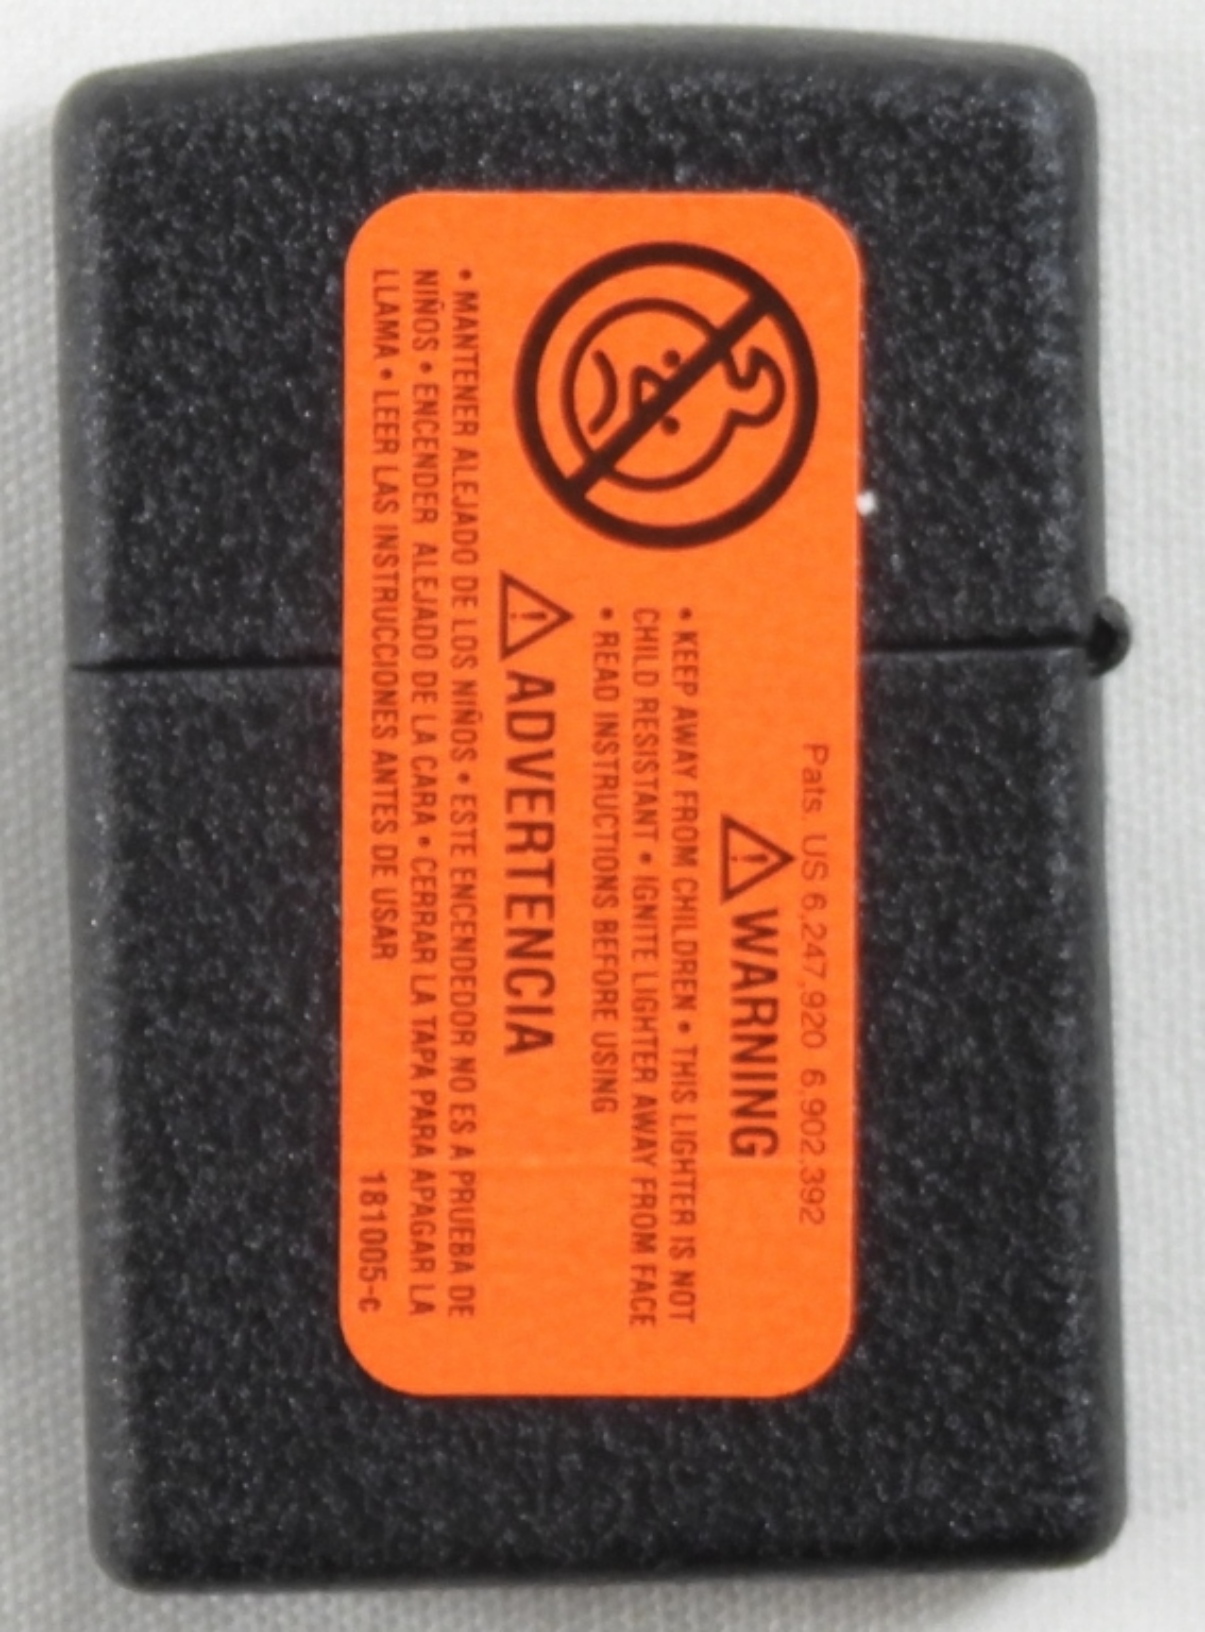 Pats. US 6,247,920 6,902,392
WARNING
• KEEP AWAY FROM CHILDREN • THIS LIGHTER IS NOT
CHILD RESISTANT • IGNITE LIGHTER AWAY FROM FACE
• READ INSTRUCTIONS BEFORE USING
ADVERTENCIA
• MANTENER ALEJADO DE LOS NIÑOS • ESTE ENCENDEDOR NO ES A PRUEBA DE
NIÑOS • ENCENDER ALEJADO DE LA CARA • CERRAR LA TAPA PARA APAGAR LA
LLAMA • LEER LAS INSTRUCCIONES ANTES DE USAR
181005-c